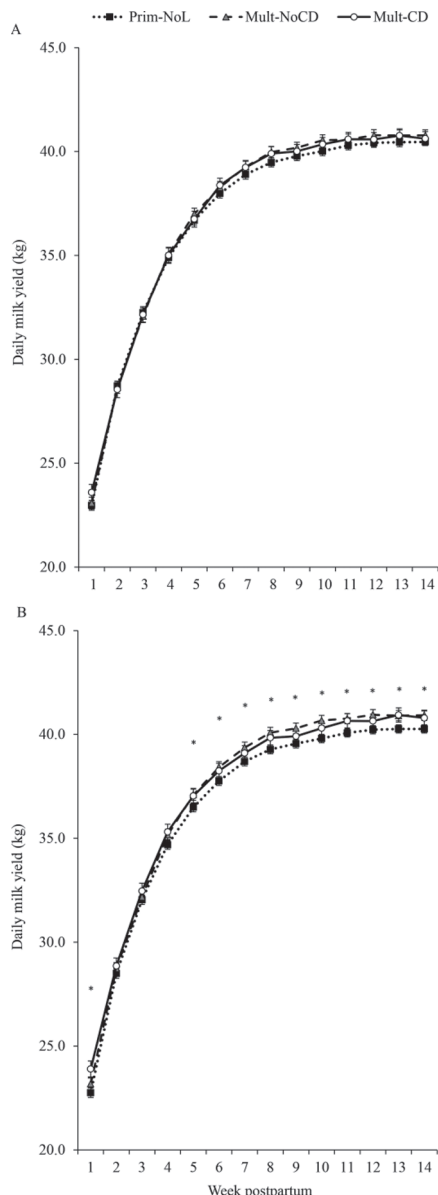 A
Prim-NoL Mult-NoCD Mult-CD
45.0
40.0
35.0
30.0
25.0
20.0
Daily milk yield (kg)
1 2 3 4 5 6 7 8 9 10 11 12 13 14
B
45.0
40.0
35.0
30.0
25.0
20.0
Daily milk yield (kg)
* * * * * * * * * * *
1 2 3 4 5 6 7 8 9 10 11 12 13 14
Week postpartum